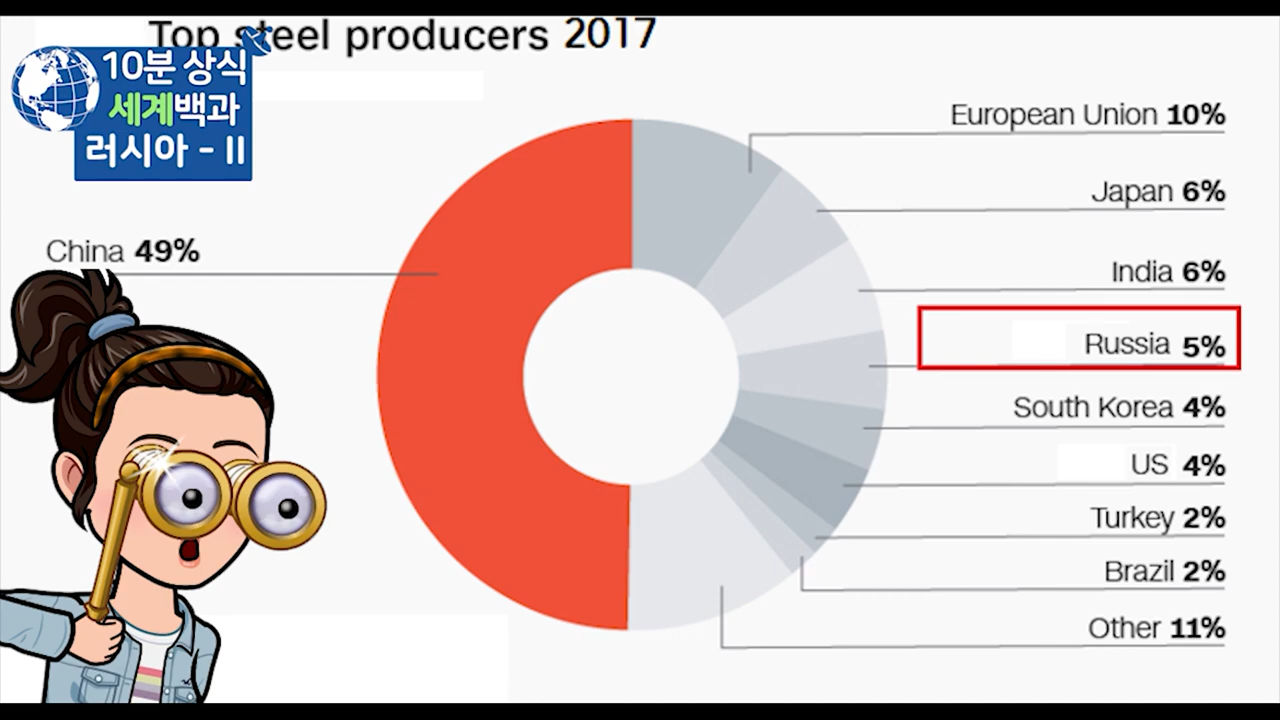 Top steel producers 2017
10분 상식
세계백과
러시아 - II
China 49%
European Union 10%
Japan 6%
India 6%
Russia 5%
South Korea 4%
US 4%
Turkey 2%
Brazil 2%
Other 11%